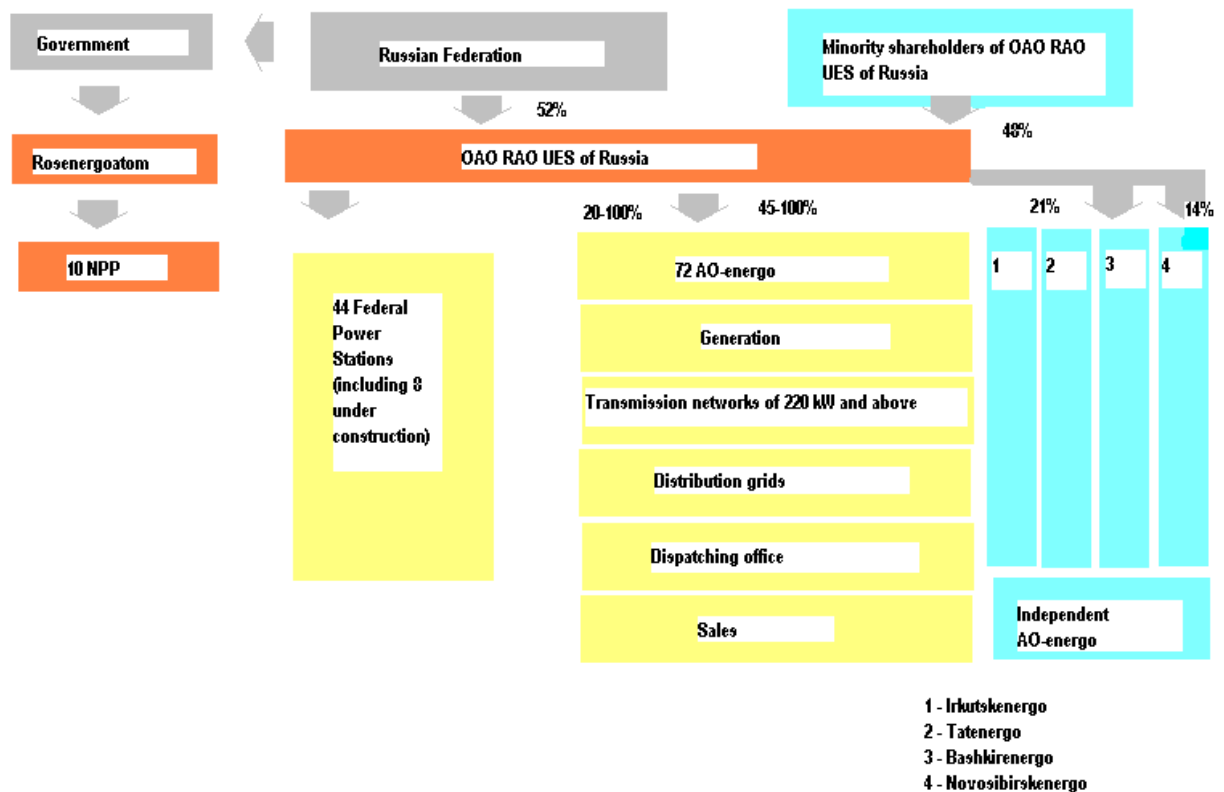 Government
Russian Federation
Minority shareholders of OAO RAO
UES of Russia
52%
48%
Rosenergoatom
OAO RAO UES of Russia
20-100%
45-100%
21%
14%
10 NPP
72 AO-energo
1
2
3
4
44 Federal
Power
Stations
(including 8
under
construction)
Generation
Transmission networks of 220 kW and above
Distribution grids
Dispatching office
Sales
Independent
AO-energo
1 - Irkutskenergo
2 - Tatenergo
3 - Bashkirenergo
4 - Novosibirskenergo